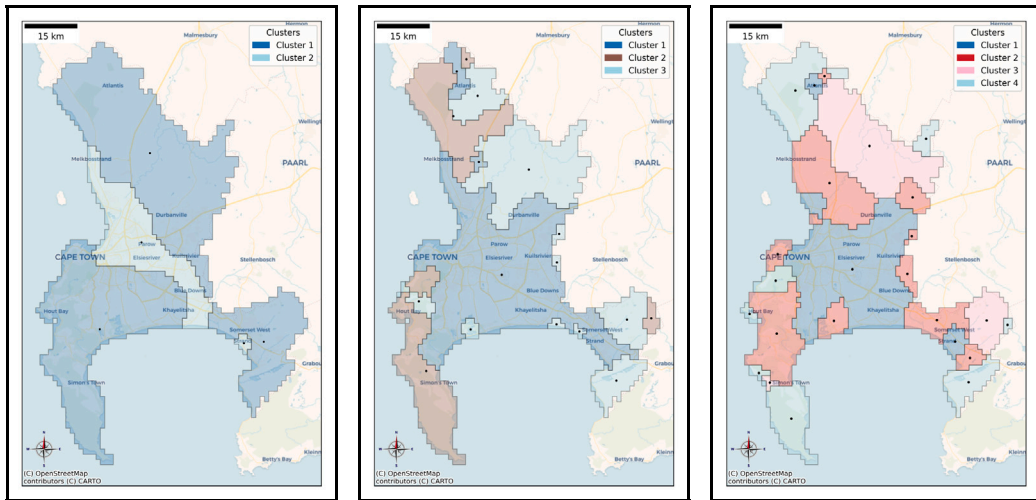 15 km
Clusters
Cluster 1
Cluster 2
Malmesbury
Atlantis
Melkbosstrand
PAARL
Durbanville
Parow
CAPE TOWN
Elsiesriver
Kuilsrivier
Stellenbosch
Blue Downs
Hout Bay
Khayelitsha
Somerset West
Simon's Town
Betty's Bay
(C) OpenStreetMap
contributors (C) CARTO
15 km
Clusters
Cluster 1
Cluster 2
Cluster 3
Malmesbury
Atlantis
Melkbosstrand
PAARL
Durbanville
Parow
CAPE TOWN
Elsiesriver
Kuilsrivier
Stellenbosch
Blue Downs
Hout Bay
Khayelitsha
Somerset West
Strand
Simon's Town
Betty's Bay
(C) OpenStreetMap
contributors (C) CARTO
15 km
Clusters
Cluster 1
Cluster 2
Cluster 3
Cluster 4
Malmesbury
Atlantis
Melkbosstrand
PAARL
Durbanville
Parow
CAPE TOWN
Elsiesriver
Kuilsrivier
Stellenbosch
Blue Downs
Hout Bay
Khayelitsha
Somerset West
Strand
Simon's Town
Betty's Bay
(C) OpenStreetMap
contributors (C) CARTO